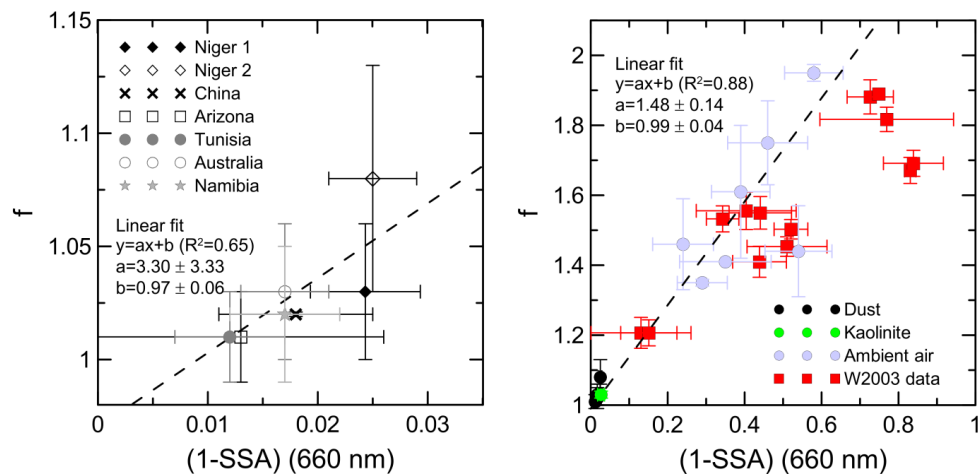 1.15
1.1
1.05
1
f
Niger 1
Niger 2
China
Arizona
Tunisia
Australia
Namibia
Linear fit
y=ax+b (R²=0.65)
a=3.30 ± 3.33
b=0.97 ± 0.06
0 0.01 0.02 0.03
(1-SSA) (660 nm)
2
1.8
1.6
1.4
1.2
1
f
Linear fit
y=ax+b (R²=0.88)
a=1.48 ± 0.14
b=0.99 ± 0.04
Dust
Kaolinite
Ambient air
W2003 data
0 0.2 0.4 0.6 0.8 1
(1-SSA) (660 nm)